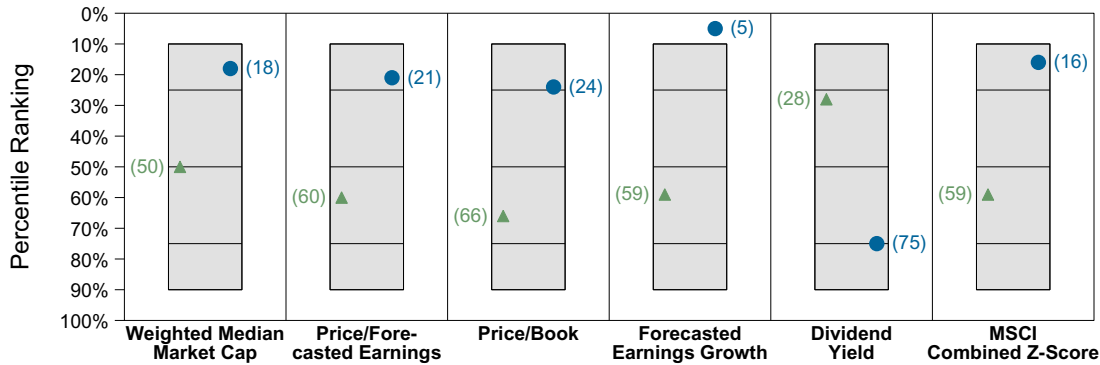 Percentile Ranking
0%
10%
20%
30%
40%
50%
60%
70%
80%
90%
100%
(18)
(50)
(21)
(60)
(24)
(66)
(5)
(59)
(28)
(75)
(16)
(59)
Weighted Median
Market Cap
Price/Fore-
casted Earnings
Price/Book
Forecasted
Earnings Growth
Dividend
Yield
MSCI
Combined Z-Score